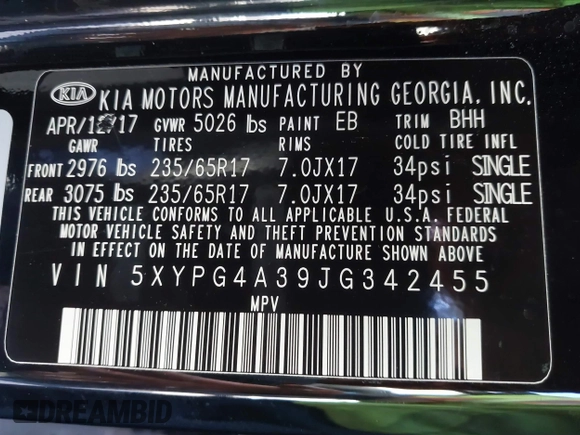 MANUFACTURED BY
KIA KIA MOTORS MANUFACTURING GEORGIA, INC.
GVWR 5026 lbs PAINT EB TRIM BHH
GAWR TIRES RIMS COLD TIRE INFL
FRONT 2976 lbs 235/65R17 7.0JX17 34psi SINGLE
REAR 3075 lbs 235/65R17 7.0JX17 34psi SINGLE
THIS VEHICLE CONFORMS TO ALL APPLICABLE U.S.A. FEDERAL
MOTOR VEHICLE SAFETY AND THEFT PREVENTION STANDARDS
IN EFFECT ON THE DATE OF MANUFACTURE SHOWN ABOVE
VIN 5XYPG4A39JG342455
MPV
DREAMBID